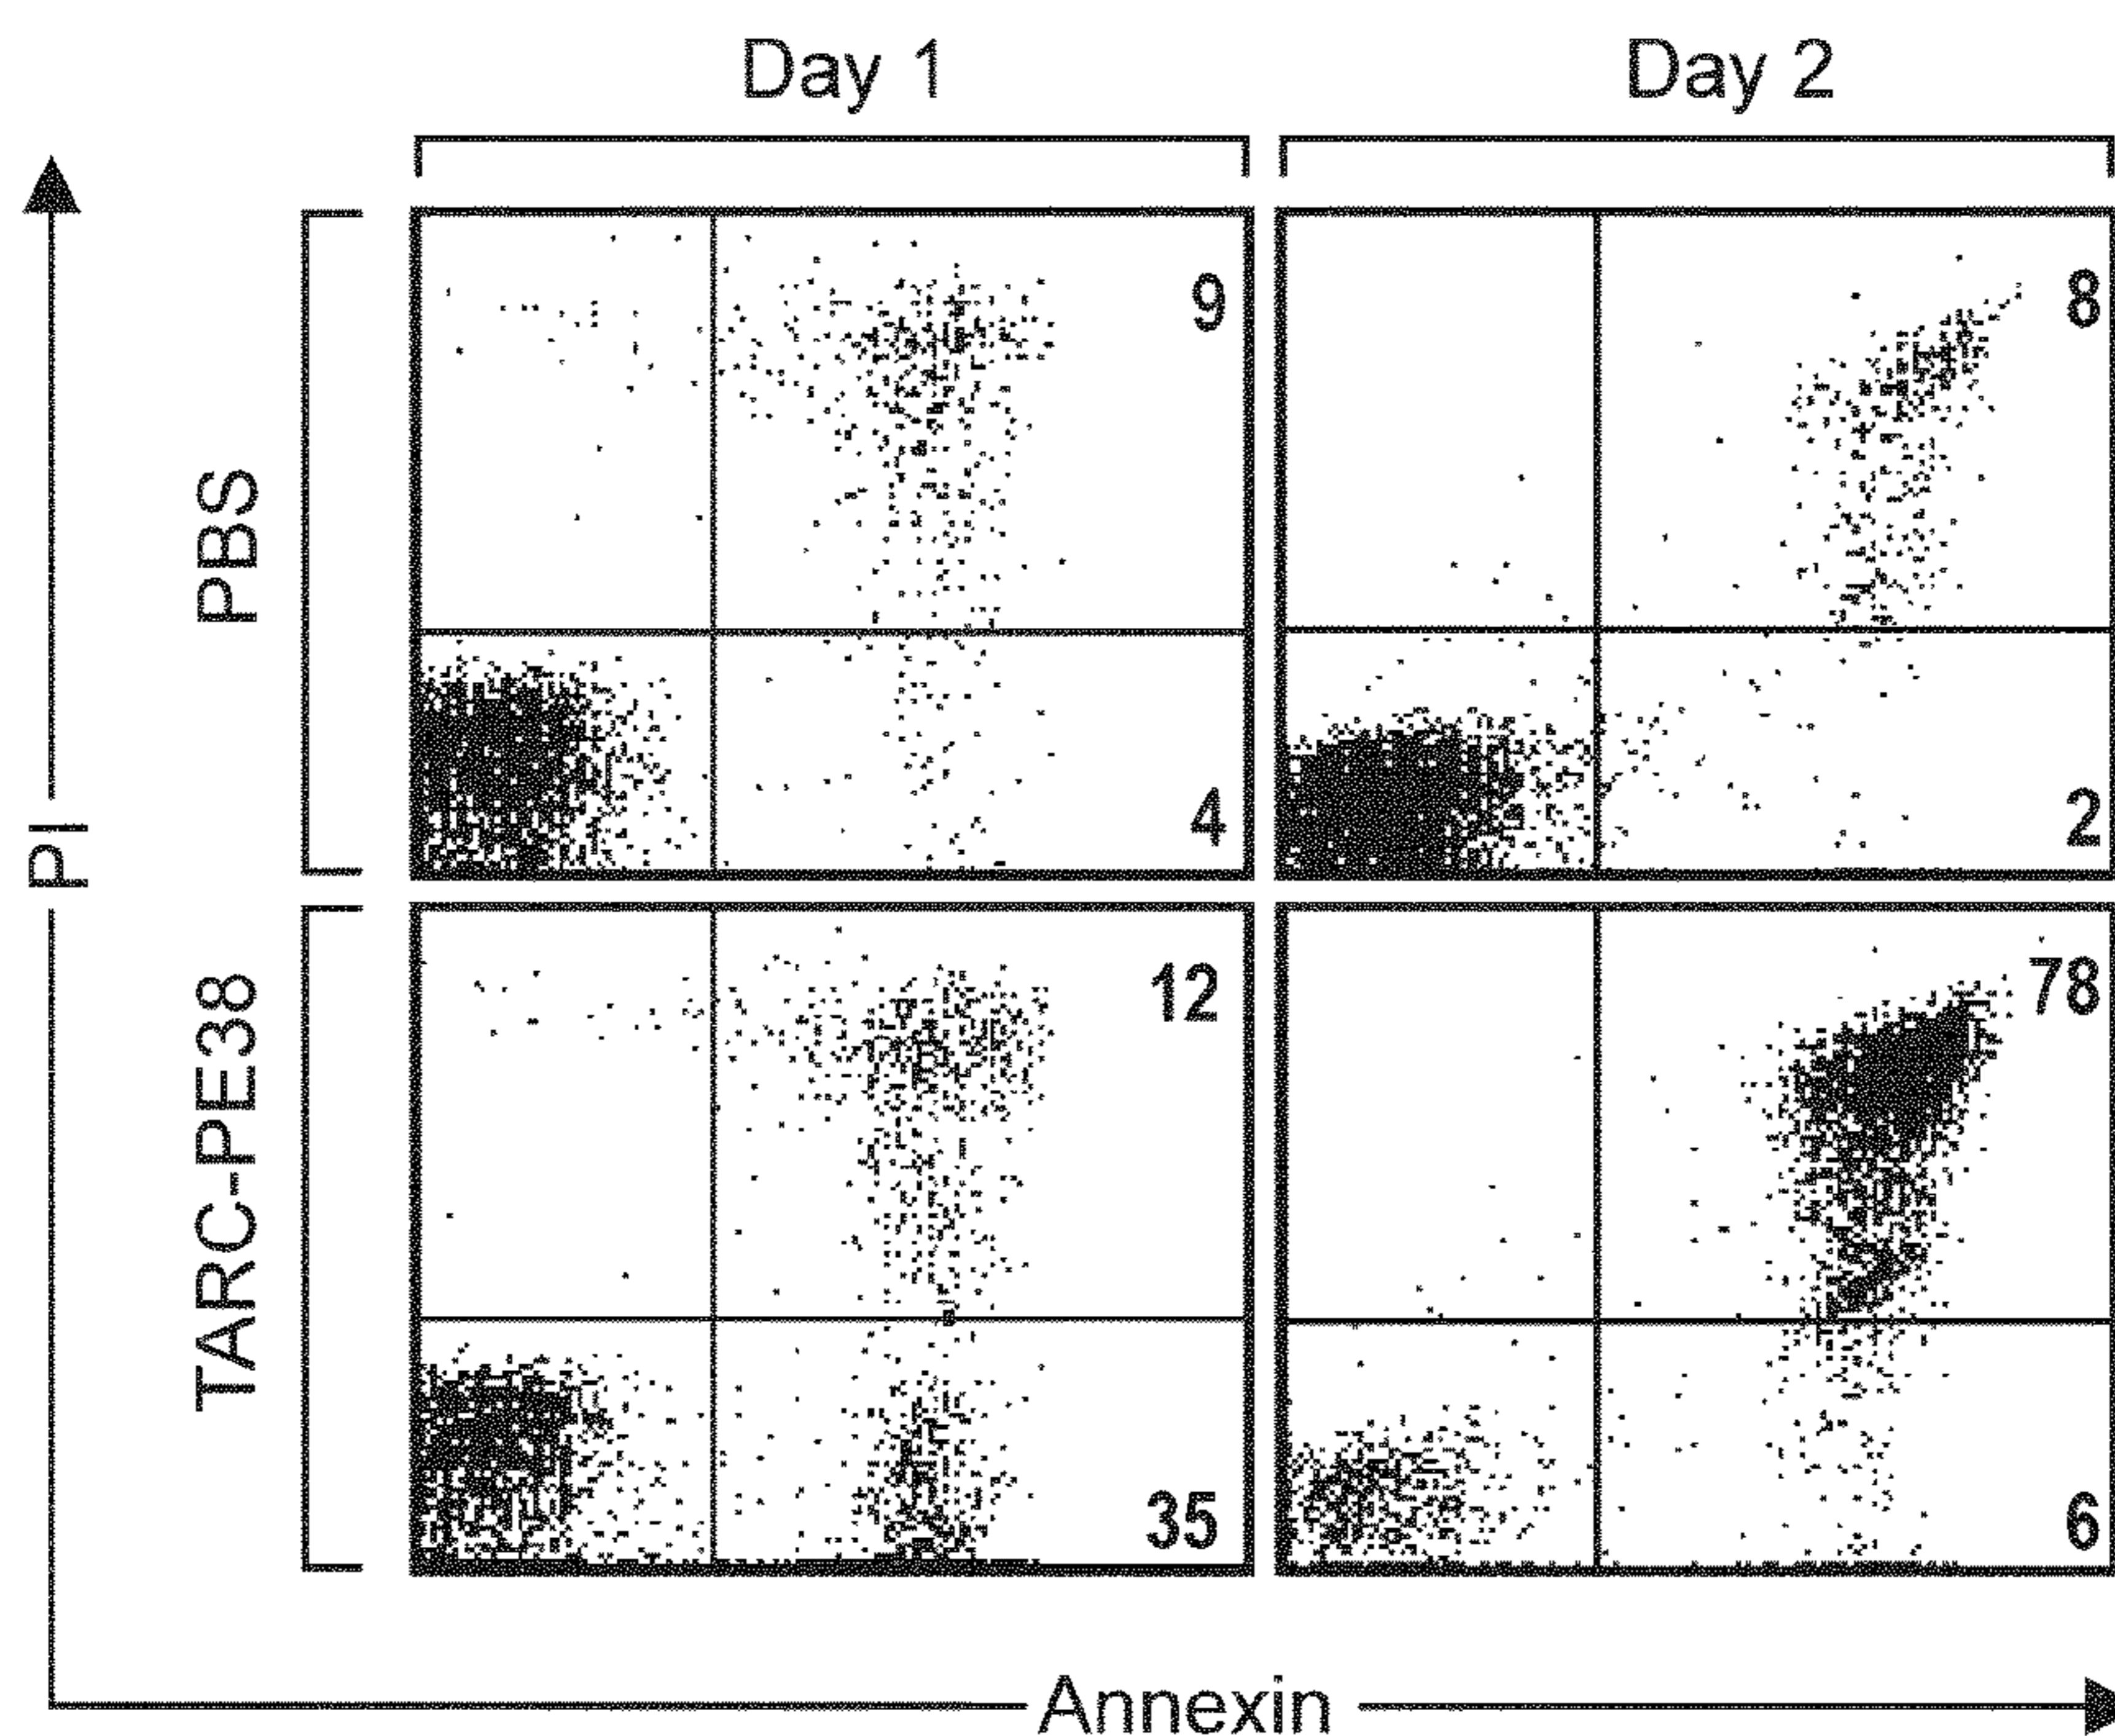 Day 1 Day 2
PBS
9 8
4 2
PI
TARC-PE38
12 78
35 6
Annexin